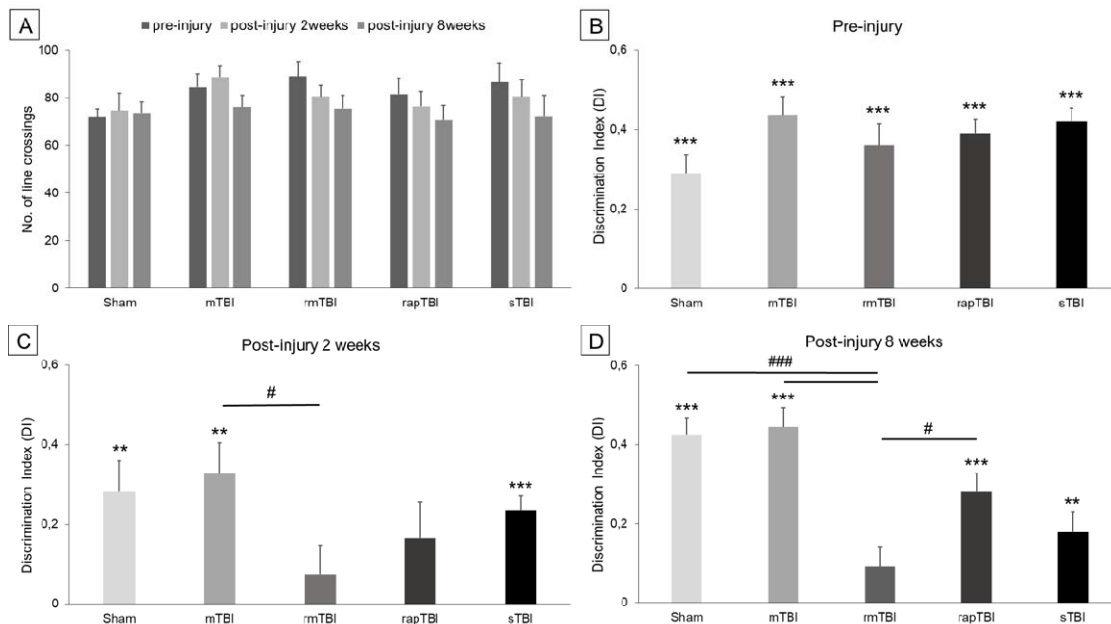 A
pre-injury post-injury 2weeks post-injury 8weeks
No. of line crossings
100
80
60
40
20
0
Sham mTBI rmTBI rapTBI sTBI
B
Pre-injury
Discrimination Index (DI)
0,6
0,4
0,2
0
*** *** *** *** ***
Sham mTBI rmTBI rapTBI sTBI
C
Post-injury 2 weeks
Discrimination Index (DI)
0,6
0,4
0,2
0
#
** ** ***
Sham mTBI rmTBI rapTBI sTBI
D
Post-injury 8 weeks
Discrimination Index (DI)
0,6
0,4
0,2
0
###
#
*** *** *** **
Sham mTBI rmTBI rapTBI sTBI